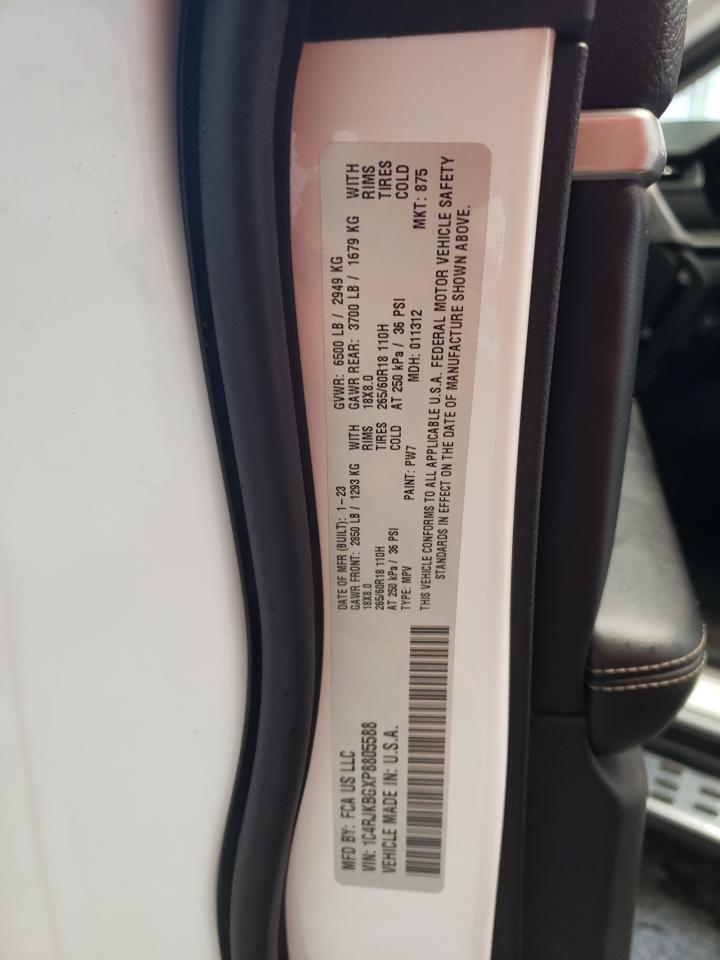 MFD BY: FCA US LLC
VIN: 1C4RJKBGXP8805588
VEHICLE MADE IN: U.S.A.
DATE OF MFR (BUILT): 1-23
GAWR FRONT: 2850 LB / 1293 KG WITH
18X8.0 RIMS
265/60R18 110H TIRES
AT 250 kPa / 36 PSI COLD
TYPE: MPV
GVWR: 6500 LB / 2949 KG
GAWR REAR: 3700 LB / 1679 KG WITH
18X8.0 RIMS
265/60R18 110H TIRES
AT 250 kPa / 36 PSI COLD
PAINT: PW7 MDH: 011312 MKT: 875
THIS VEHICLE CONFORMS TO ALL APPLICABLE U.S.A. FEDERAL MOTOR VEHICLE SAFETY
STANDARDS IN EFFECT ON THE DATE OF MANUFACTURE SHOWN ABOVE.